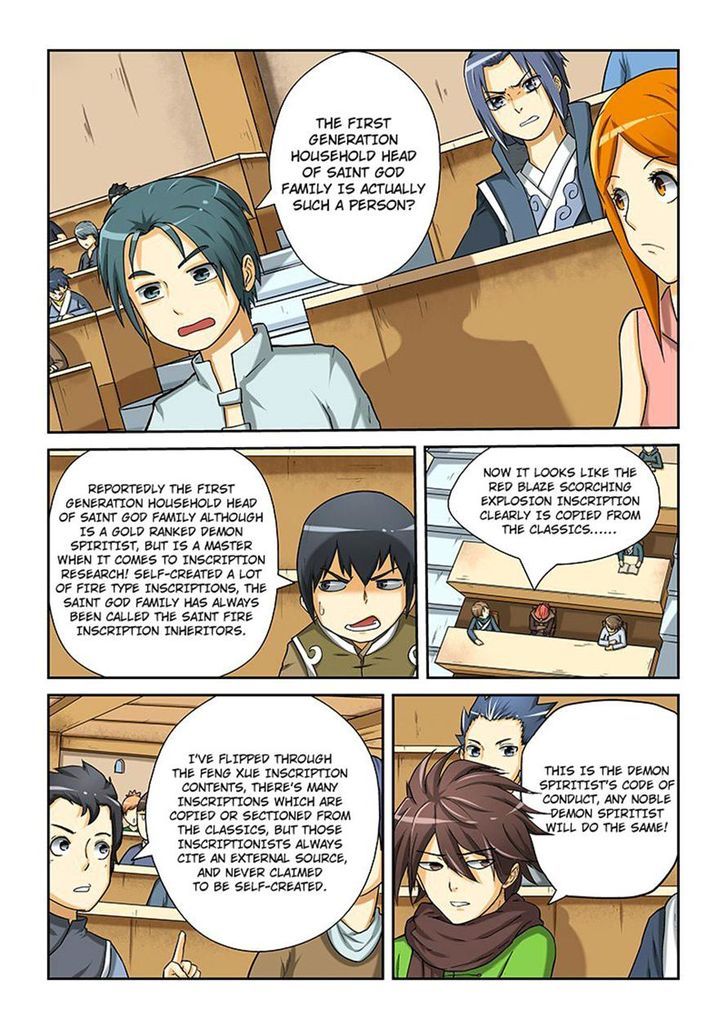 THE FIRST
GENERATION
HOUSEHOLD HEAD
OF SAINT GOD
FAMILY IS ACTUALLY
SUCH A PERSON?
REPORTEDLY THE FIRST
GENERATION HOUSEHOLD HEAD
OF SAINT GOD FAMILY ALTHOUGH
IS A GOLD RANKED DEMON
SPIRITIST, BUT IS A MASTER
WHEN IT COMES TO INSCRIPTION
RESEARCH! SELF-CREATED A LOT
OF FIRE TYPE INSCRIPTIONS, THE
SAINT GOD FAMILY HAS ALWAYS
BEEN CALLED THE SAINT FIRE
INSCRIPTION INHERITORS.
NOW IT LOOKS LIKE THE
RED BLAZE SCORCHING
EXPLOSION INSCRIPTION
CLEARLY IS COPIED FROM
THE CLASSICS......
I'VE FLIPPED THROUGH
THE FENG XUE INSCRIPTION
CONTENTS, THERE'S MANY
INSCRIPTIONS WHICH ARE
COPIED OR SECTIONED FROM
THE CLASSICS, BUT THOSE
INSCRIPTIONISTS ALWAYS
CITE AN EXTERNAL SOURCE,
AND NEVER CLAIMED
TO BE SELF-CREATED.
THIS IS THE DEMON
SPIRITIST'S CODE OF
CONDUCT, ANY NOBLE
DEMON SPIRITIST
WILL DO THE SAME!